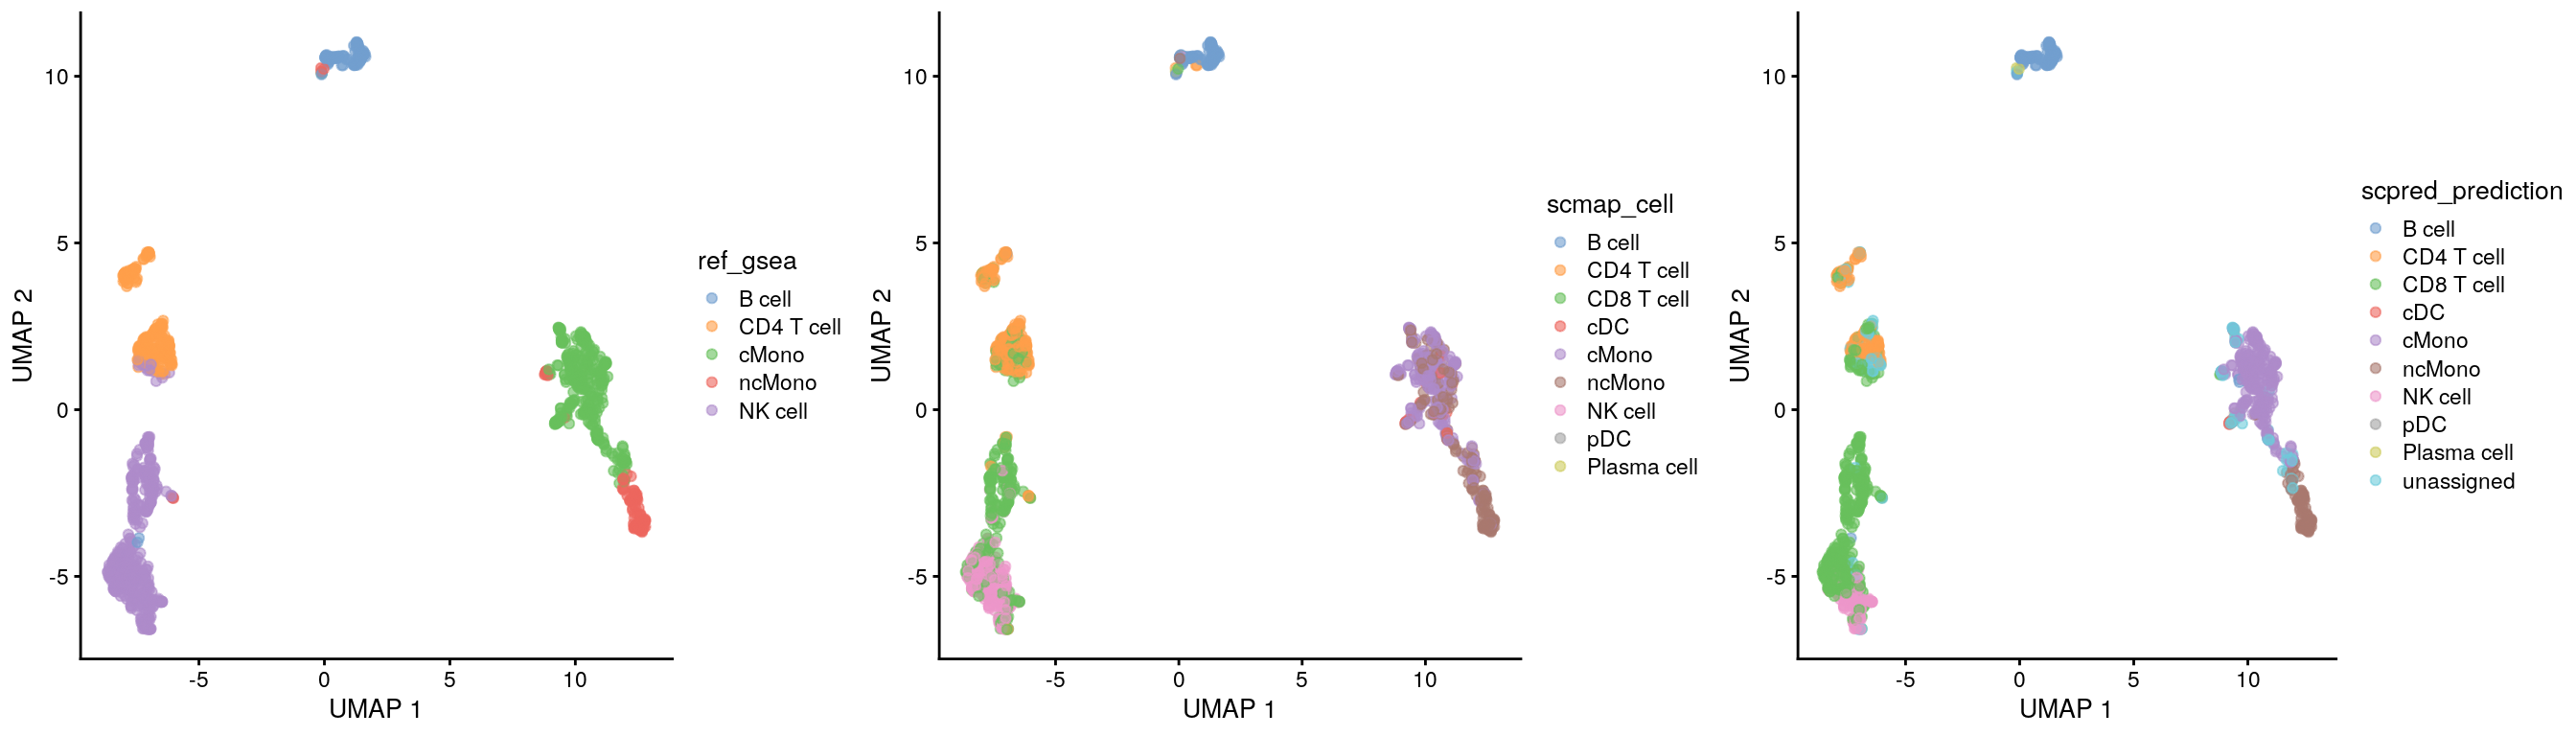 UMAP 2
10
5
0
-5
-5
0
5
10
UMAP 1
ref_gsea
B cell
CD4 T cell
cMono
ncMono
NK cell
UMAP 2
10
5
0
-5
-5
0
5
10
UMAP 1
scmap_cell
B cell
CD4 T cell
CD8 T cell
cDC
cMono
ncMono
NK cell
pDC
Plasma cell
UMAP 2
10
5
0
-5
-5
0
5
10
UMAP 1
scpred_prediction
B cell
CD4 T cell
CD8 T cell
cDC
cMono
ncMono
NK cell
pDC
Plasma cell
unassigned